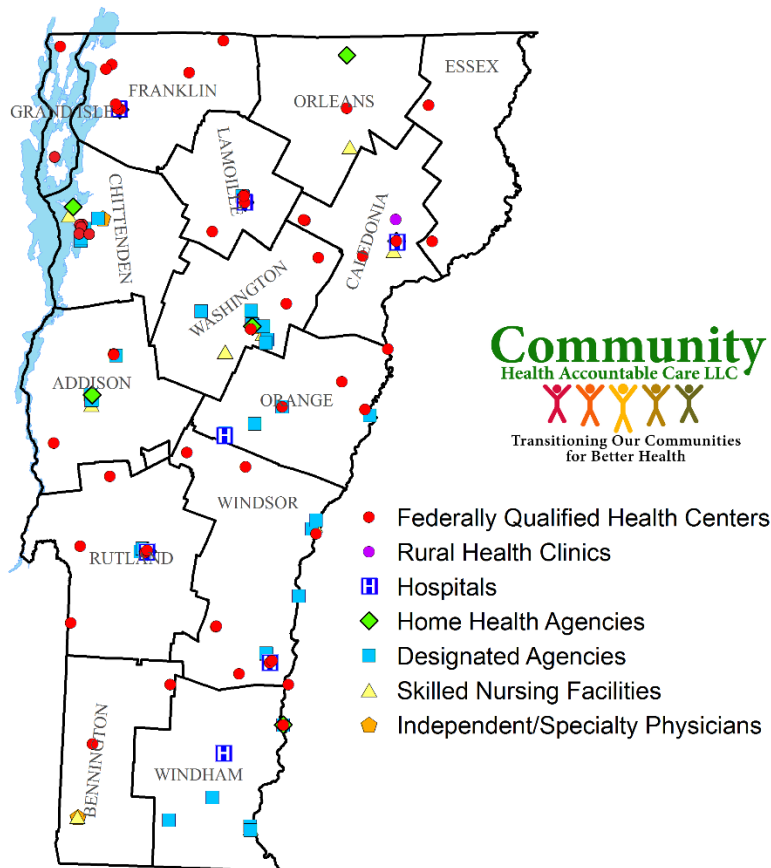 ESSEX
FRANKLIN
ORLEANS
GRAND ISLE
LAMOILLE
CHITTENDEN
CALEDONIA
WASHINGTON
Community
Health Accountable Care LLC
Transitioning Our Communities
for Better Health
ADDISON
ORANGE
WINDSOR
RUTLAND
Federally Qualified Health Centers
Rural Health Clinics
H Hospitals
Home Health Agencies
Designated Agencies
Skilled Nursing Facilities
Independent/Specialty Physicians
BENNINGTON
WINDHAM
H
H
H
H
H
H
H